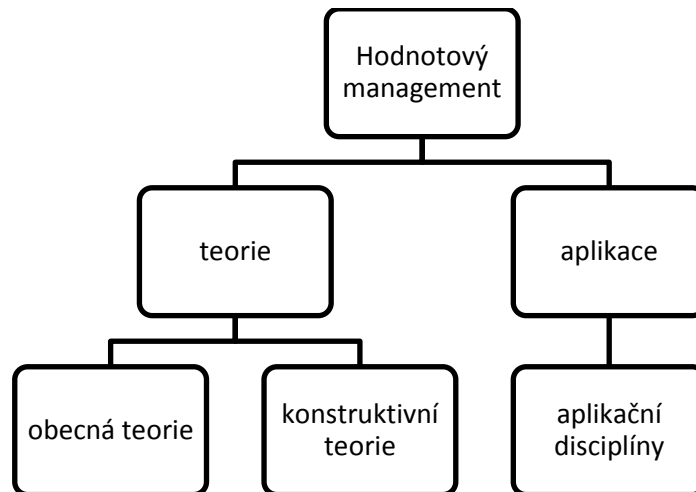 Hodnotový
management
teorie
aplikace
obecná teorie
konstruktivní
teorie
aplikační
disciplíny